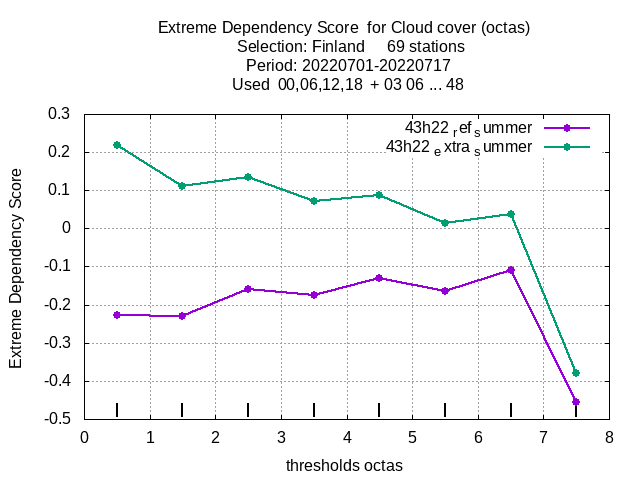 Extreme Dependency Score  for Cloud cover (octas)
Selection: Finland     69 stations
Period: 20220701-20220717
Used  00,06,12,18  + 03 06 ... 48
43h22 ref summer
43h22 extra summer
Extreme Dependency Score
0.3
0.2
0.1
0
-0.1
-0.2
-0.3
-0.4
-0.5
0 1 2 3 4 5 6 7 8
thresholds octas